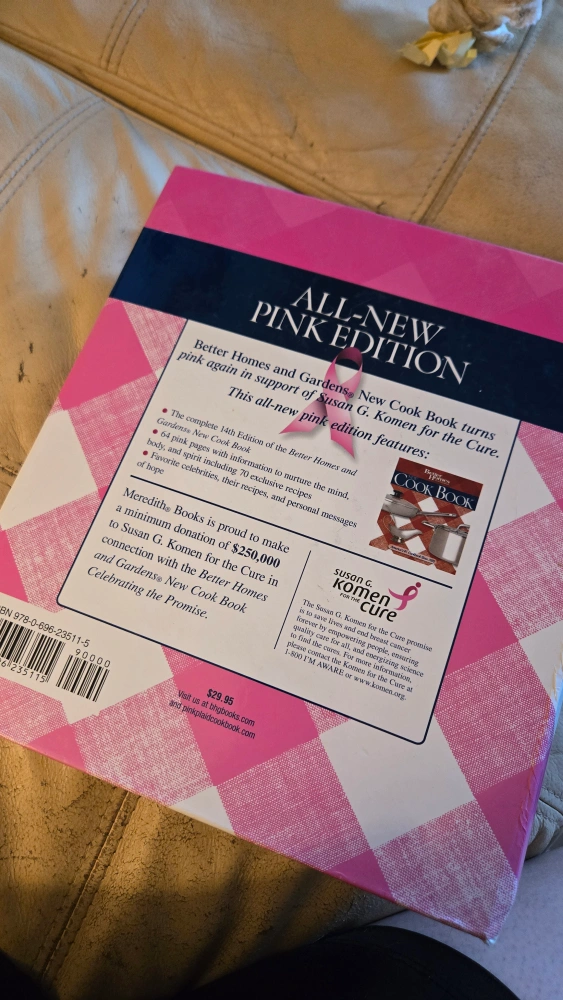 ALL-NEW
PINK EDITION
Better Homes and Gardens® New Cook Book turns
pink again in support of Susan G. Komen for the Cure.
This all-new pink edition features:
• The complete 14th Edition of the Better Homes and
Gardens® New Cook Book
• 64 pink pages with information to nurture the mind,
body, and spirit including 70 exclusive recipes
• Favorite celebrities, their recipes, and personal messages
of hope
Better Homes
Cook Book
Meredith® Books is proud to make
a minimum donation of $250,000
to Susan G. Komen for the Cure in
connection with the Better Homes
and Gardens® New Cook Book
Celebrating the Promise.
SUSAN G.
komen
FOR THE
cure
The Susan G. Komen for the Cure promise
is to save lives and end breast cancer
forever by empowering people, ensuring
quality care for all, and energizing science
to find the cures. For more information,
please contact the Komen for the Cure at
1-800 I'M AWARE or www.komen.org.
BN 978-0-696-23511-5
90000
235115
$29.95
Visit us at bhgbooks.com
and pinkplaidcookbook.com